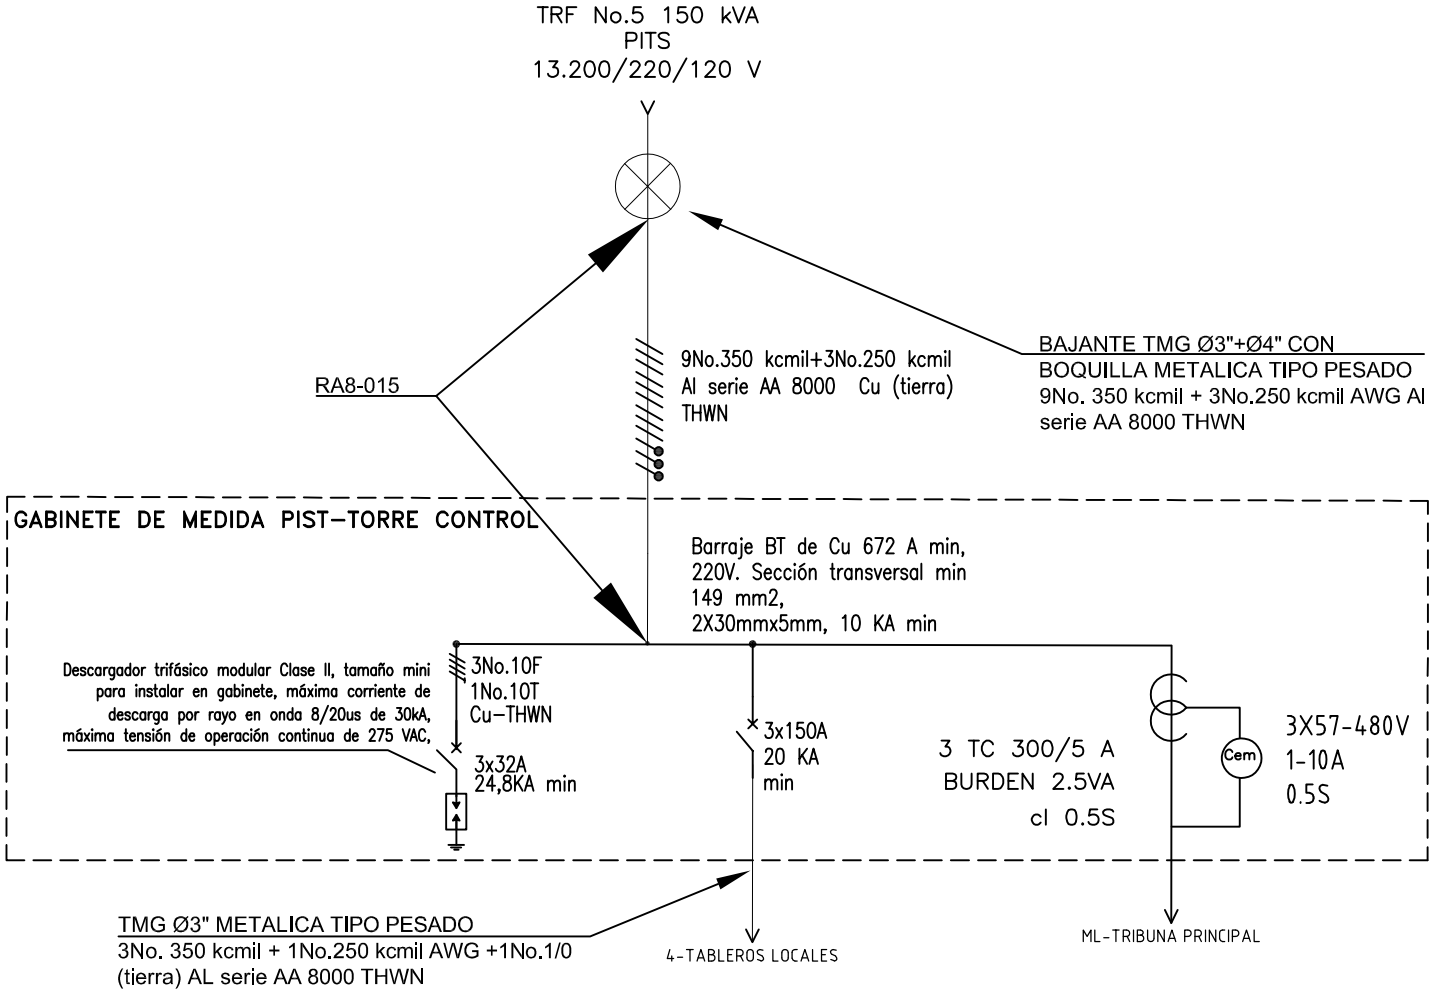 TRF No.5 150 kVA
PITS
13.200/220/120 V
9No.350 kcmil+3No.250 kcmil
Al serie AA 8000 Cu (tierra)
THWN
BAJANTE TMG Ø3"+Ø4" CON
BOQUILLA METALICA TIPO PESADO
9No. 350 kcmil + 3No.250 kcmil AWG Al
serie AA 8000 THWN
RA8-015
GABINETE DE MEDIDA PIST-TORRE CONTROL
Barraje BT de Cu 672 A min,
220V. Sección transversal min
149 mm2,
2X30mmx5mm, 10 KA min
Descargador trifásico modular Clase II, tamaño mini
para instalar en gabinete, máxima corriente de
descarga por rayo en onda 8/20us de 30kA,
máxima tensión de operación continua de 275 VAC,
3No.10F
1No.10T
Cu-THWN
3x32A
24,8KA min
3x150A
20 KA
min
3 TC 300/5 A
BURDEN 2.5VA
cl 0.5S
Cem
3X57-480V
1-10A
0.5S
TMG Ø3" METALICA TIPO PESADO
3No. 350 kcmil + 1No.250 kcmil AWG +1No.1/0
(tierra) AL serie AA 8000 THWN
4-TABLEROS LOCALES
ML-TRIBUNA PRINCIPAL